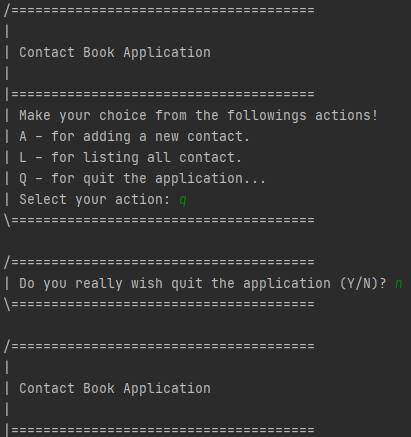 /=====================================
|
| Contact Book Application
|
|=====================================
| Make your choice from the followings actions!
| A – for adding a new contact.
| L – for listing all contact.
| Q – for quit the application...
| Select your action: q
\=====================================

/=====================================
| Do you really wish quit the application (Y/N)? n
\=====================================

/=====================================
|
| Contact Book Application
|
|=====================================